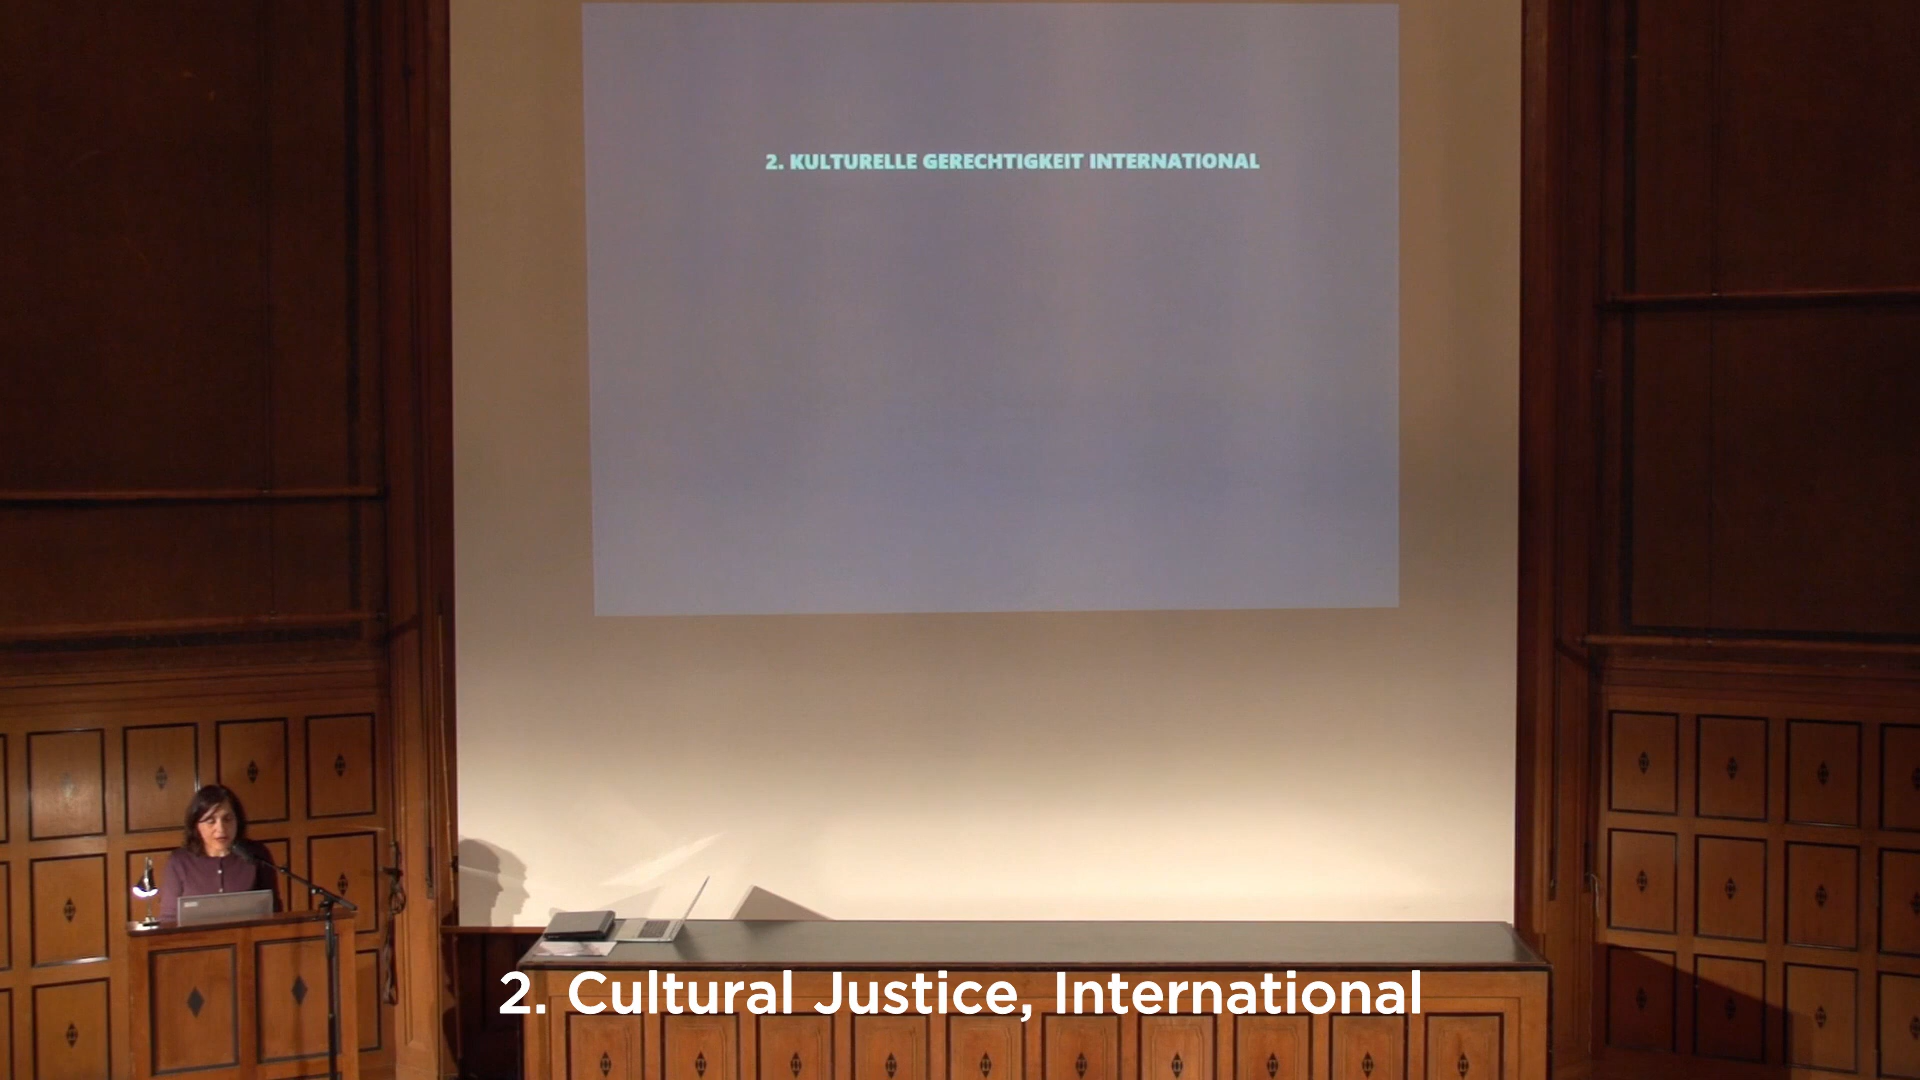 2. KULTURELLE GERECHTIGKEIT INTERNATIONAL
2. Cultural Justice, International